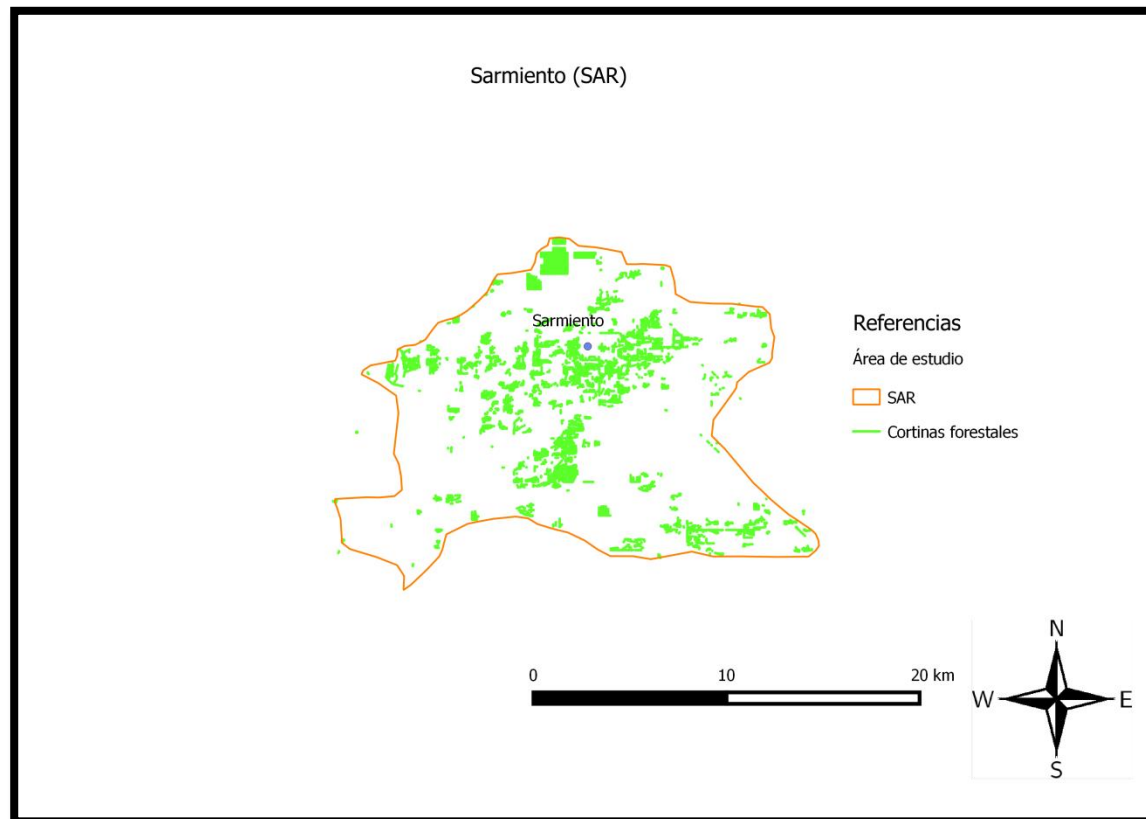 Sarmiento (SAR)
Sarmiento
Referencias
Área de estudio
SAR
Cortinas forestales
0 10 20 km
N
W E
S